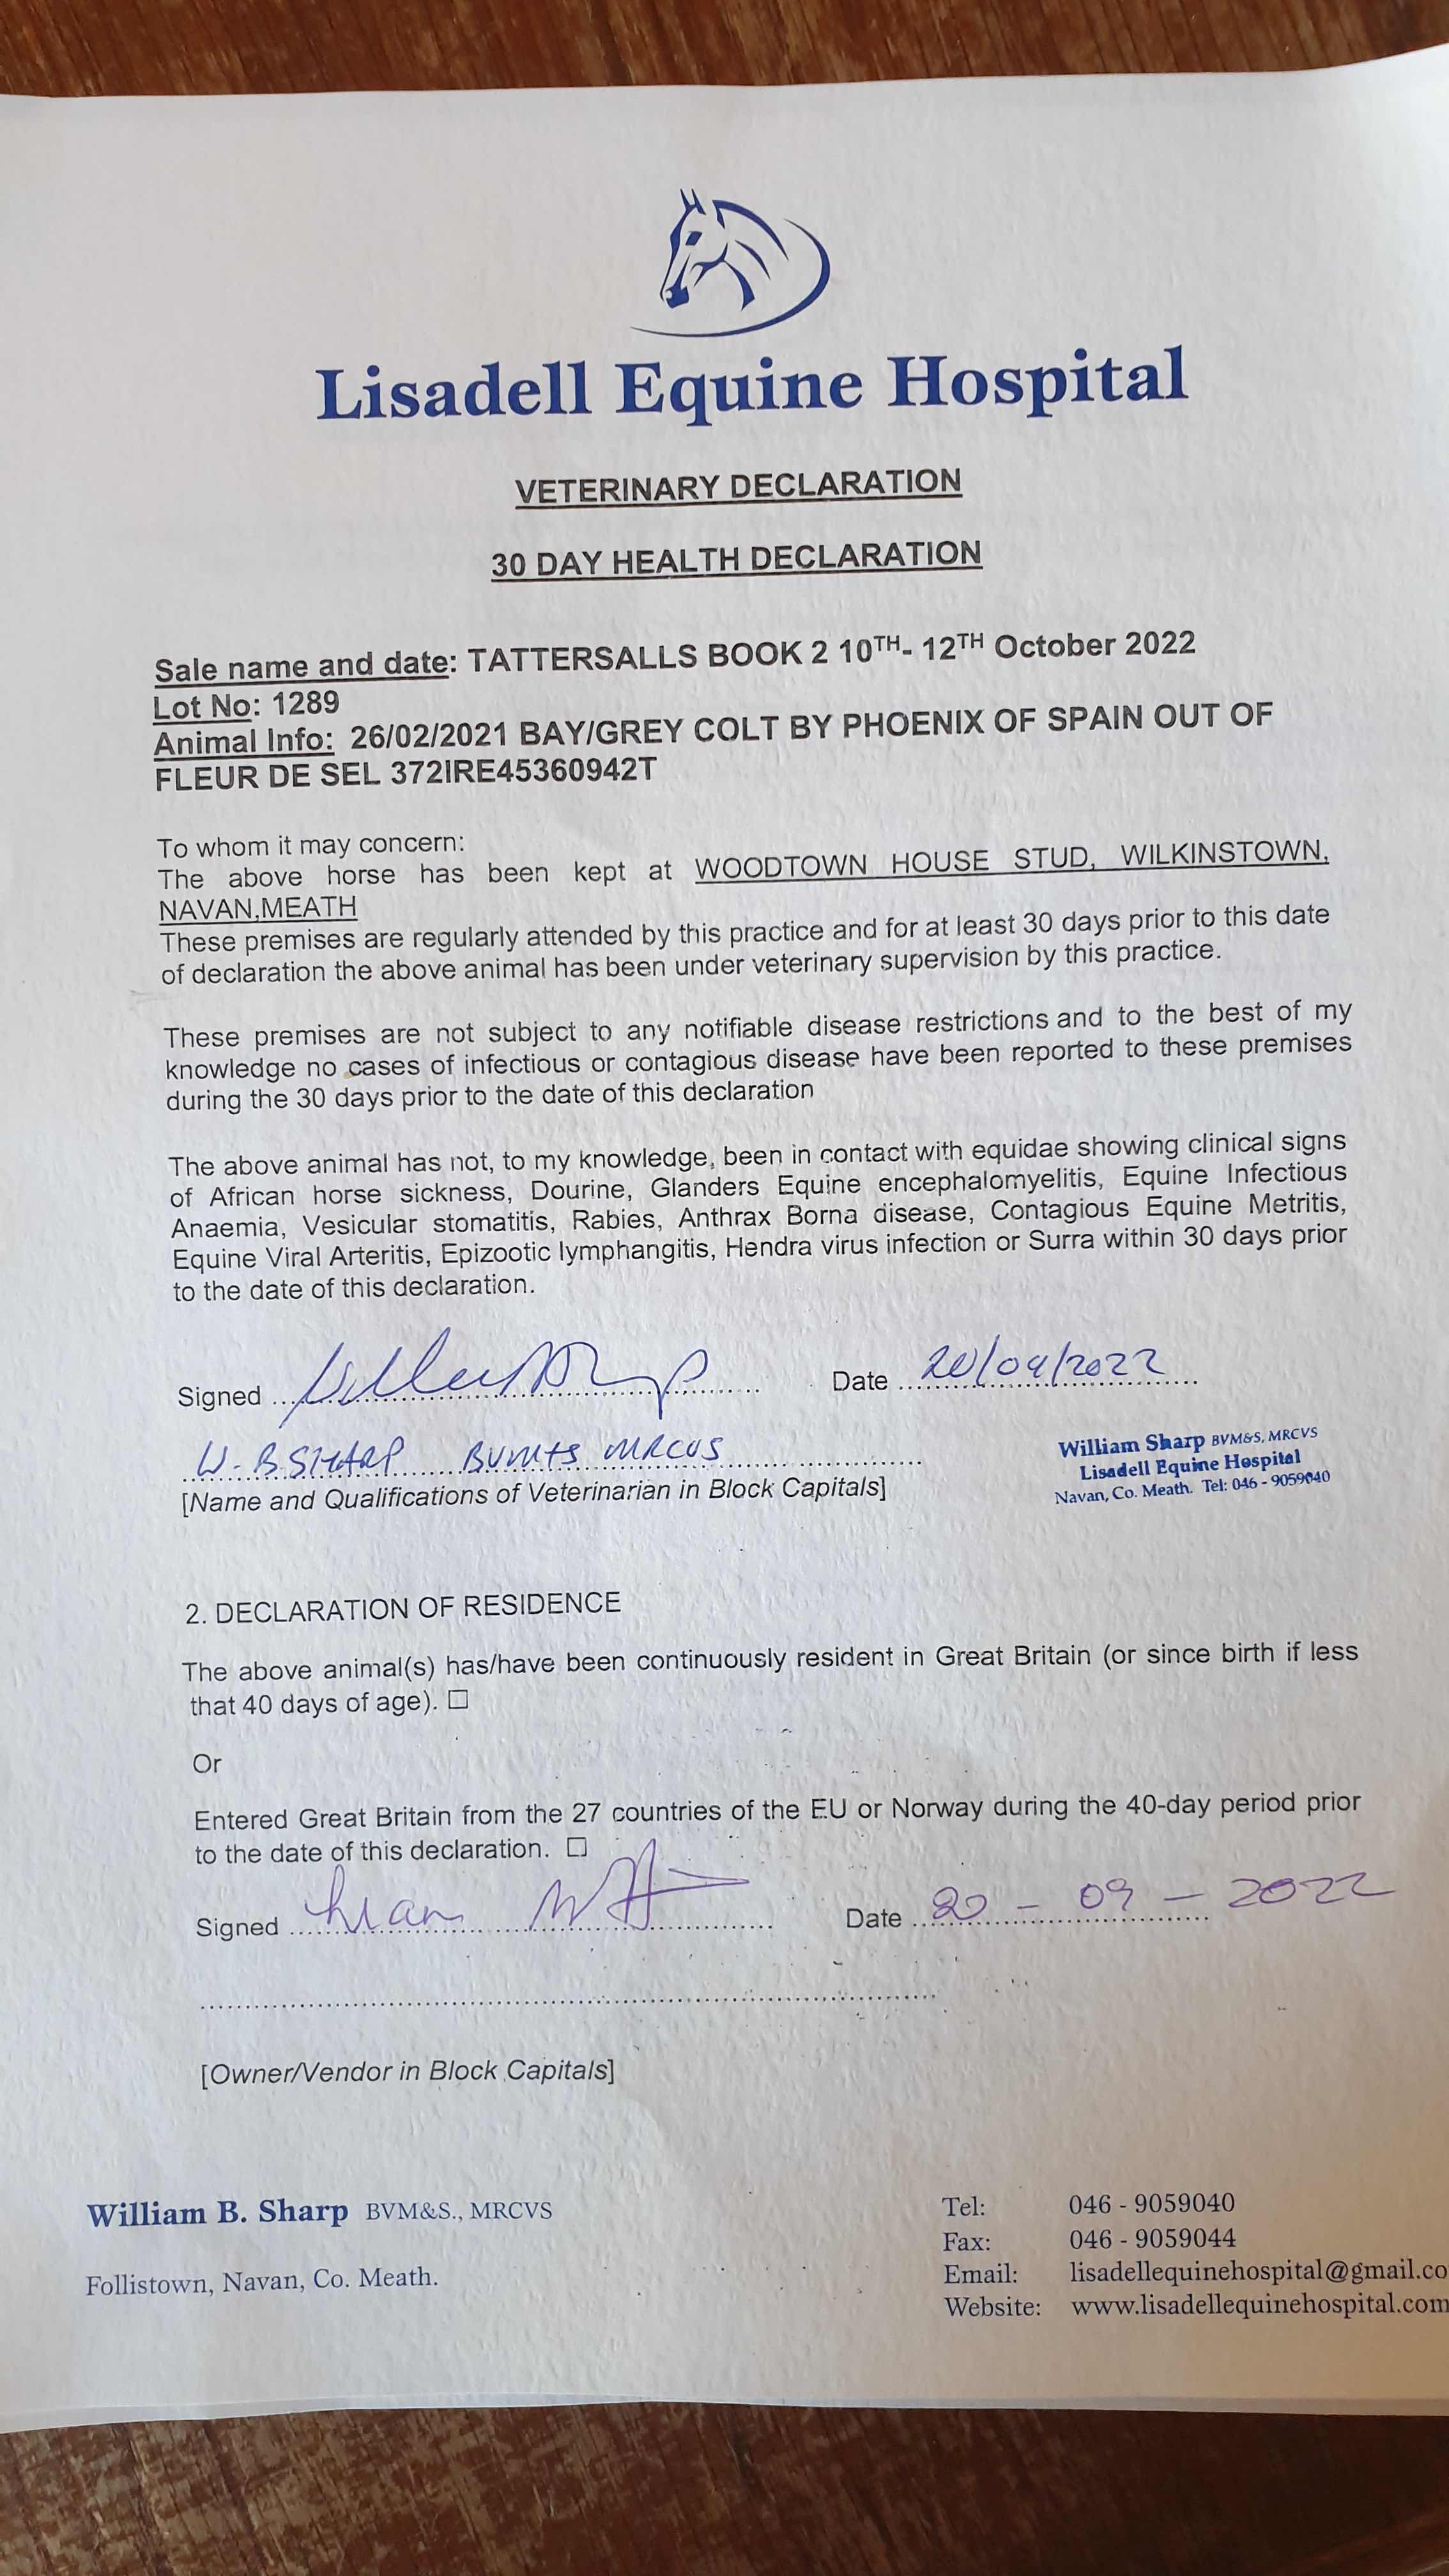 Lisadell Equine Hospital
VETERINARY DECLARATION
30 DAY HEALTH DECLARATION
Sale name and date: TATTERSALLS BOOK 2 10TH- 12TH October 2022
Lot No: 1289
Animal Info: 26/02/2021 BAY/GREY COLT BY PHOENIX OF SPAIN OUT OF
FLEUR DE SEL 372IRE45360942T
To whom it may concern:
The above horse has been kept at WOODTOWN HOUSE STUD, WILKINSTOWN,
NAVAN,MEATH
These premises are regularly attended by this practice and for at least 30 days prior to this date
of declaration the above animal has been under veterinary supervision by this practice.
These premises are not subject to any notifiable disease restrictions and to the best of my
knowledge no cases of infectious or contagious disease have been reported to these premises
during the 30 days prior to the date of this declaration
The above animal has not, to my knowledge, been in contact with equidae showing clinical signs
of African horse sickness, Dourine, Glanders Equine encephalomyelitis, Equine Infectious
Anaemia, Vesicular stomatitis, Rabies, Anthrax Borna disease, Contagious Equine Metritis,
Equine Viral Arteritis, Epizootic lymphangitis, Hendra virus infection or Surra within 30 days prior
to the date of this declaration.
Signed Date 20/09/2022
W. B. SHARP BVM+S MRCVS
William Sharp BVM&S, MRCVS
Lisadell Equine Hospital
Navan, Co. Meath. Tel: 046 - 9059040
[Name and Qualifications of Veterinarian in Block Capitals]
2. DECLARATION OF RESIDENCE
The above animal(s) has/have been continuously resident in Great Britain (or since birth if less
that 40 days of age). ☐
Or
Entered Great Britain from the 27 countries of the EU or Norway during the 40-day period prior
to the date of this declaration. ☐
Signed Date 20 - 09 - 2022
[Owner/Vendor in Block Capitals]
William B. Sharp BVM&S., MRCVS
Follistown, Navan, Co. Meath.
Tel: 046 - 9059040
Fax: 046 - 9059044
Email: lisadellequinehospital@gmail.co
Website: www.lisadellequinehospital.com